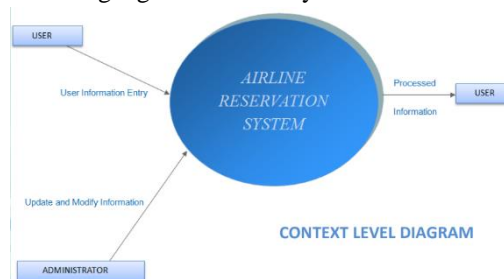 USER
AIRLINE
RESERVATION
SYSTEM
User Information Entry
Processed
Information
USER
Update and Modify Information
CONTEXT LEVEL DIAGRAM
ADMINISTRATOR